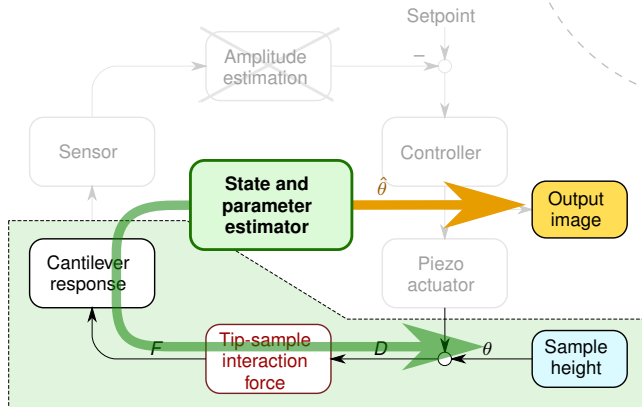 Setpoint
Amplitude
estimation
−
Sensor
Controller
State and
parameter
estimator
θ̂
Output
image
Cantilever
response
Piezo
actuator
F
Tip-sample
interaction
force
D
θ
Sample
height